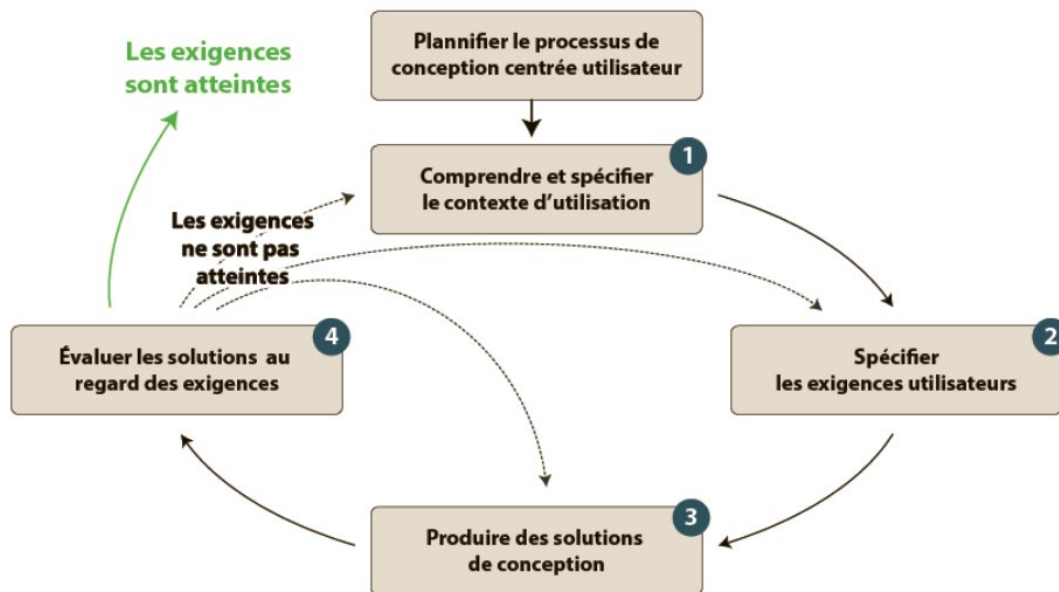 Les exigences
sont atteintes
Plannifier le processus de
conception centrée utilisateur
1
Comprendre et spécifier
le contexte d'utilisation
Les exigences
ne sont pas
atteintes
4
Évaluer les solutions au
regard des exigences
2
Spécifier
les exigences utilisateurs
3
Produire des solutions
de conception